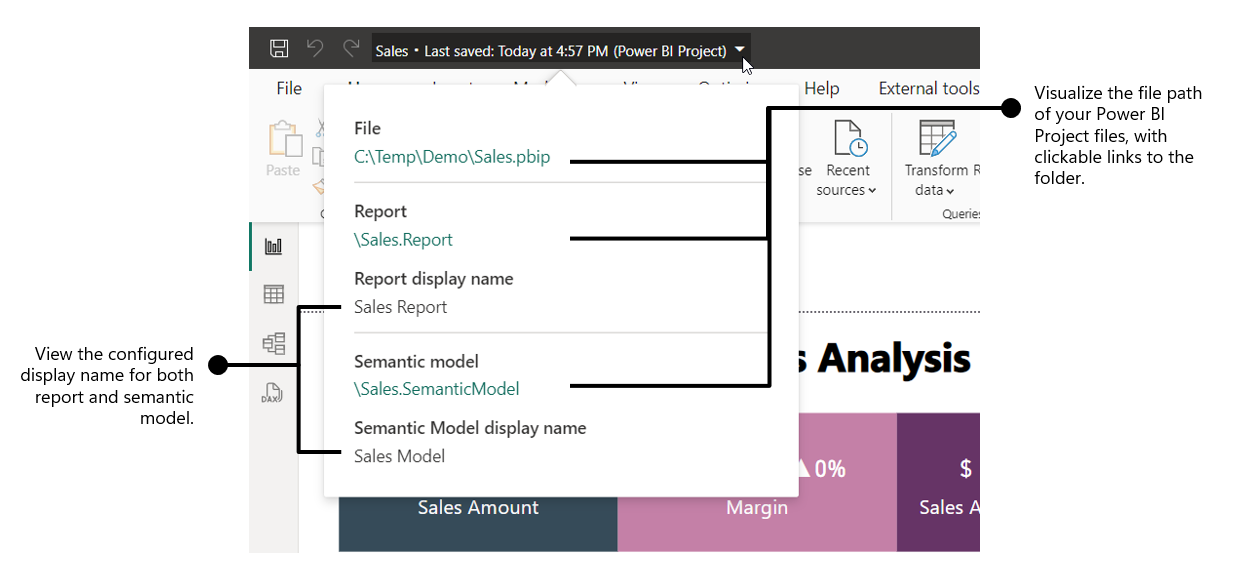 Sales • Last saved: Today at 4:57 PM (Power BI Project)
File
Help
External tools
Paste
Recent
sources
Transform
data
Queries
File
C:\Temp\Demo\Sales.pbip
Report
\Sales.Report
Report display name
Sales Report
Semantic model
\Sales.SemanticModel
Semantic Model display name
Sales Model
DAX
s Analysis
0%
$
Sales Amount
Margin
Sales A
Visualize the file path
of your Power BI
Project files, with
clickable links to the
folder.
View the configured
display name for both
report and semantic
model.